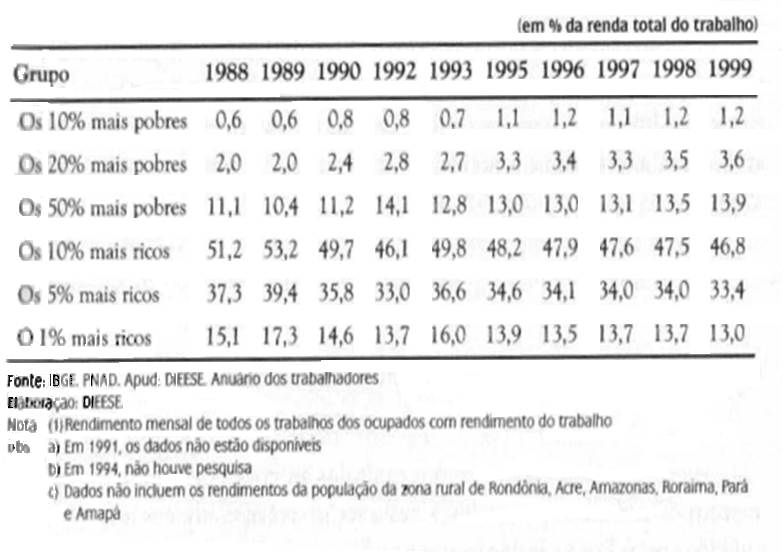 (em % da renda total do trabalho)
Grupo 1988 1989 1990 1992 1993 1995 1996 1997 1998 1999
Os 10% mais pobres 0,6 0,6 0,8 0,8 0,7 1,1 1,2 1,1 1,2 1,2
Os 20% mais pobres 2,0 2,0 2,4 2,8 2,7 3,3 3,4 3,3 3,5 3,6
Os 50% mais pobres 11,1 10,4 11,2 14,1 12,8 13,0 13,0 13,1 13,5 13,9
Os 10% mais ricos 51,2 53,2 49,7 46,1 49,8 48,2 47,9 47,6 47,5 46,8
Os 5% mais ricos 37,3 39,4 35,8 33,0 36,6 34,6 34,1 34,0 34,0 33,4
O 1% mais ricos 15,1 17,3 14,6 13,7 16,0 13,9 13,5 13,7 13,7 13,0
Fonte: IBGE. PNAD. Apud: DIEESE. Anuário dos trabalhadores
Elaboração: DIEESE.
Nota (1) Rendimento mensal de todos os trabalhos dos ocupados com rendimento do trabalho
obs a) Em 1991, os dados não estão disponíveis
b) Em 1994, não houve pesquisa
c) Dados não incluem os rendimentos da população da zona rural de Rondônia, Acre, Amazonas, Roraima, Pará
e Amapá